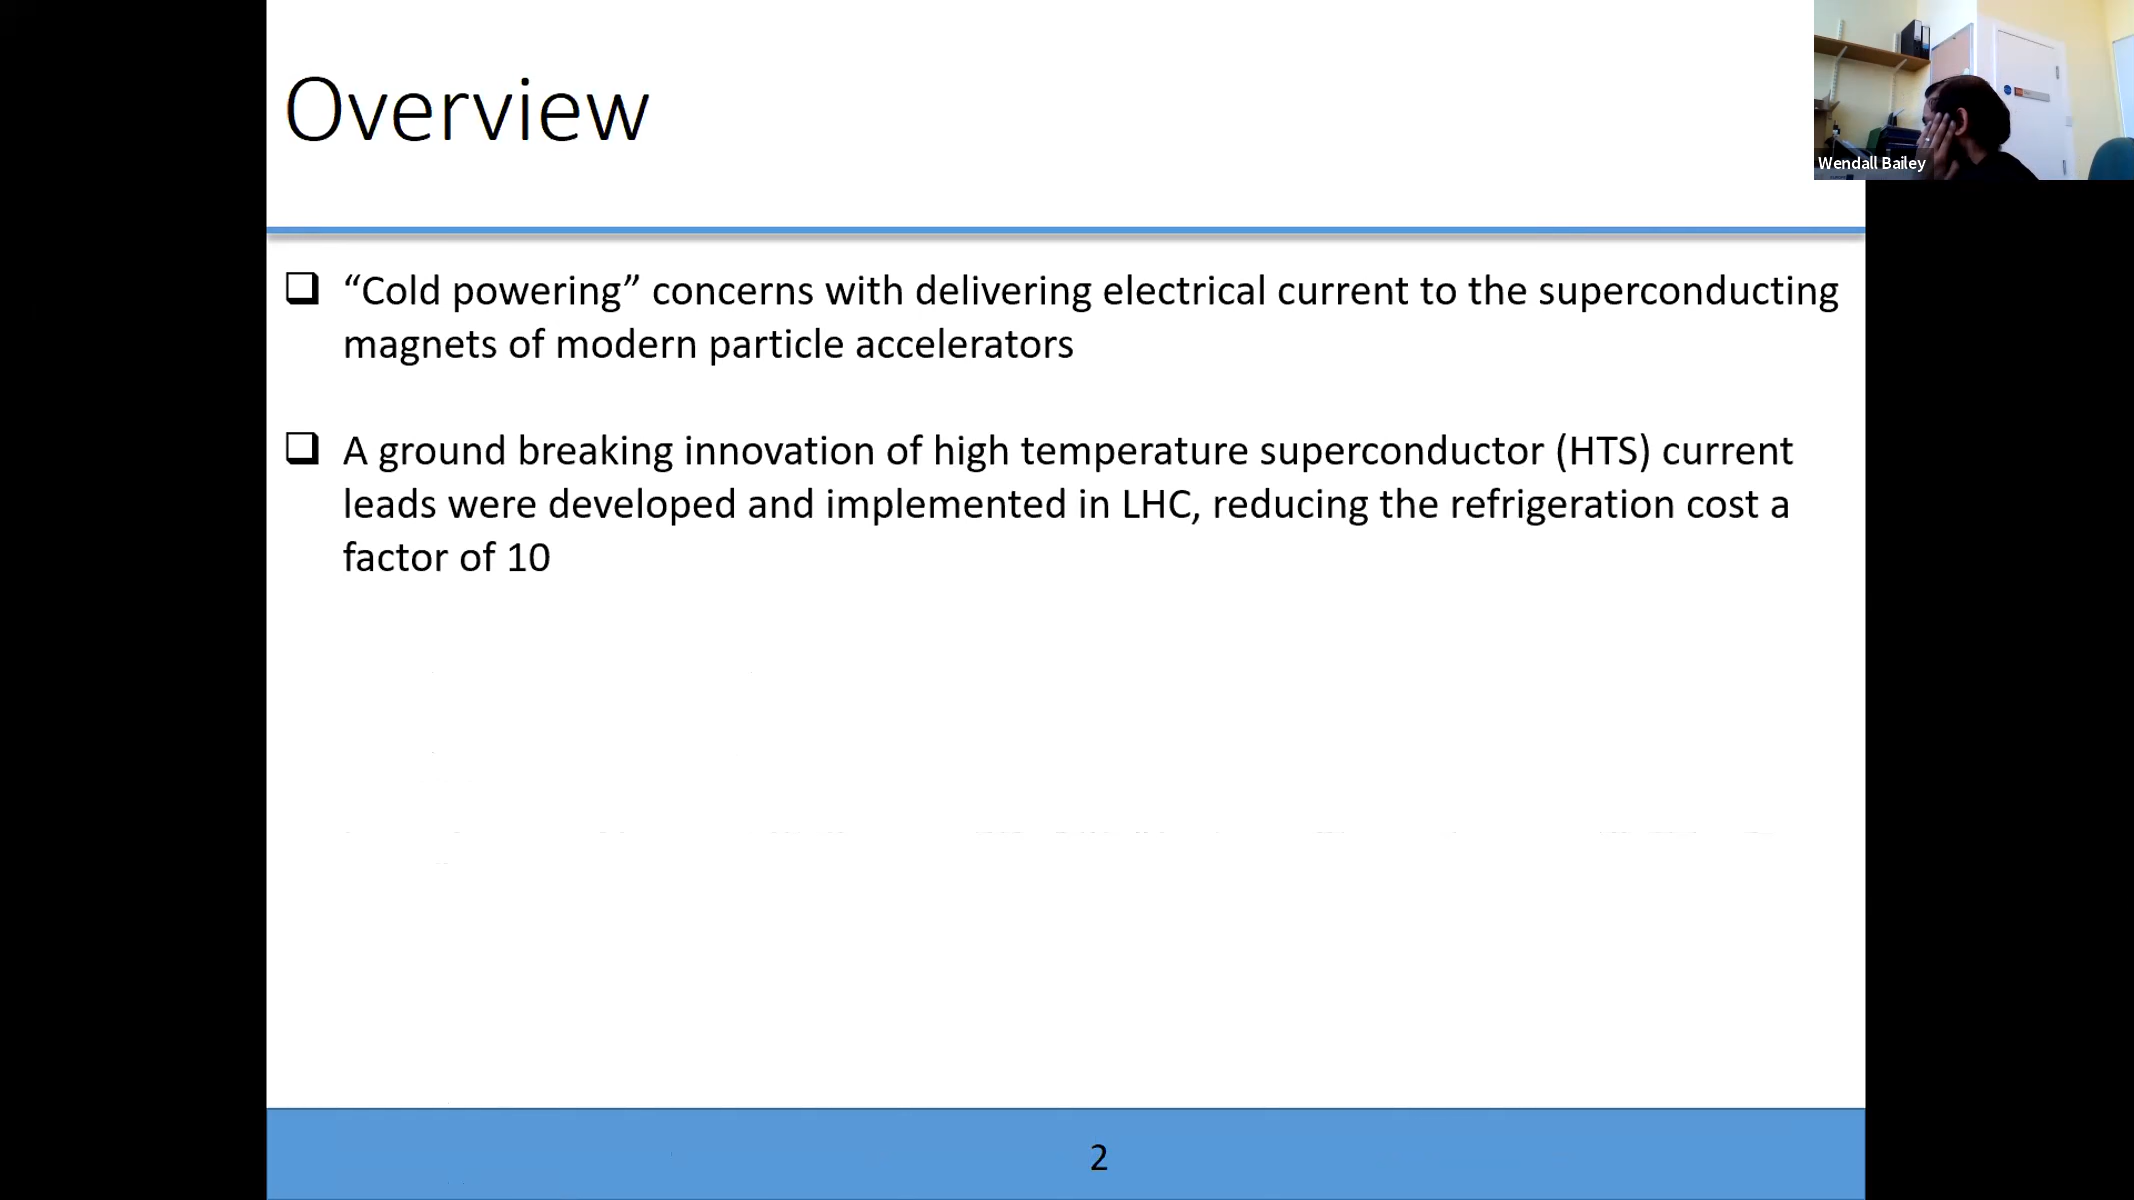 Overview
Wendall Bailey
“Cold powering” concerns with delivering electrical current to the superconducting
magnets of modern particle accelerators
A ground breaking innovation of high temperature superconductor (HTS) current
leads were developed and implemented in LHC, reducing the refrigeration cost a
factor of 10
2